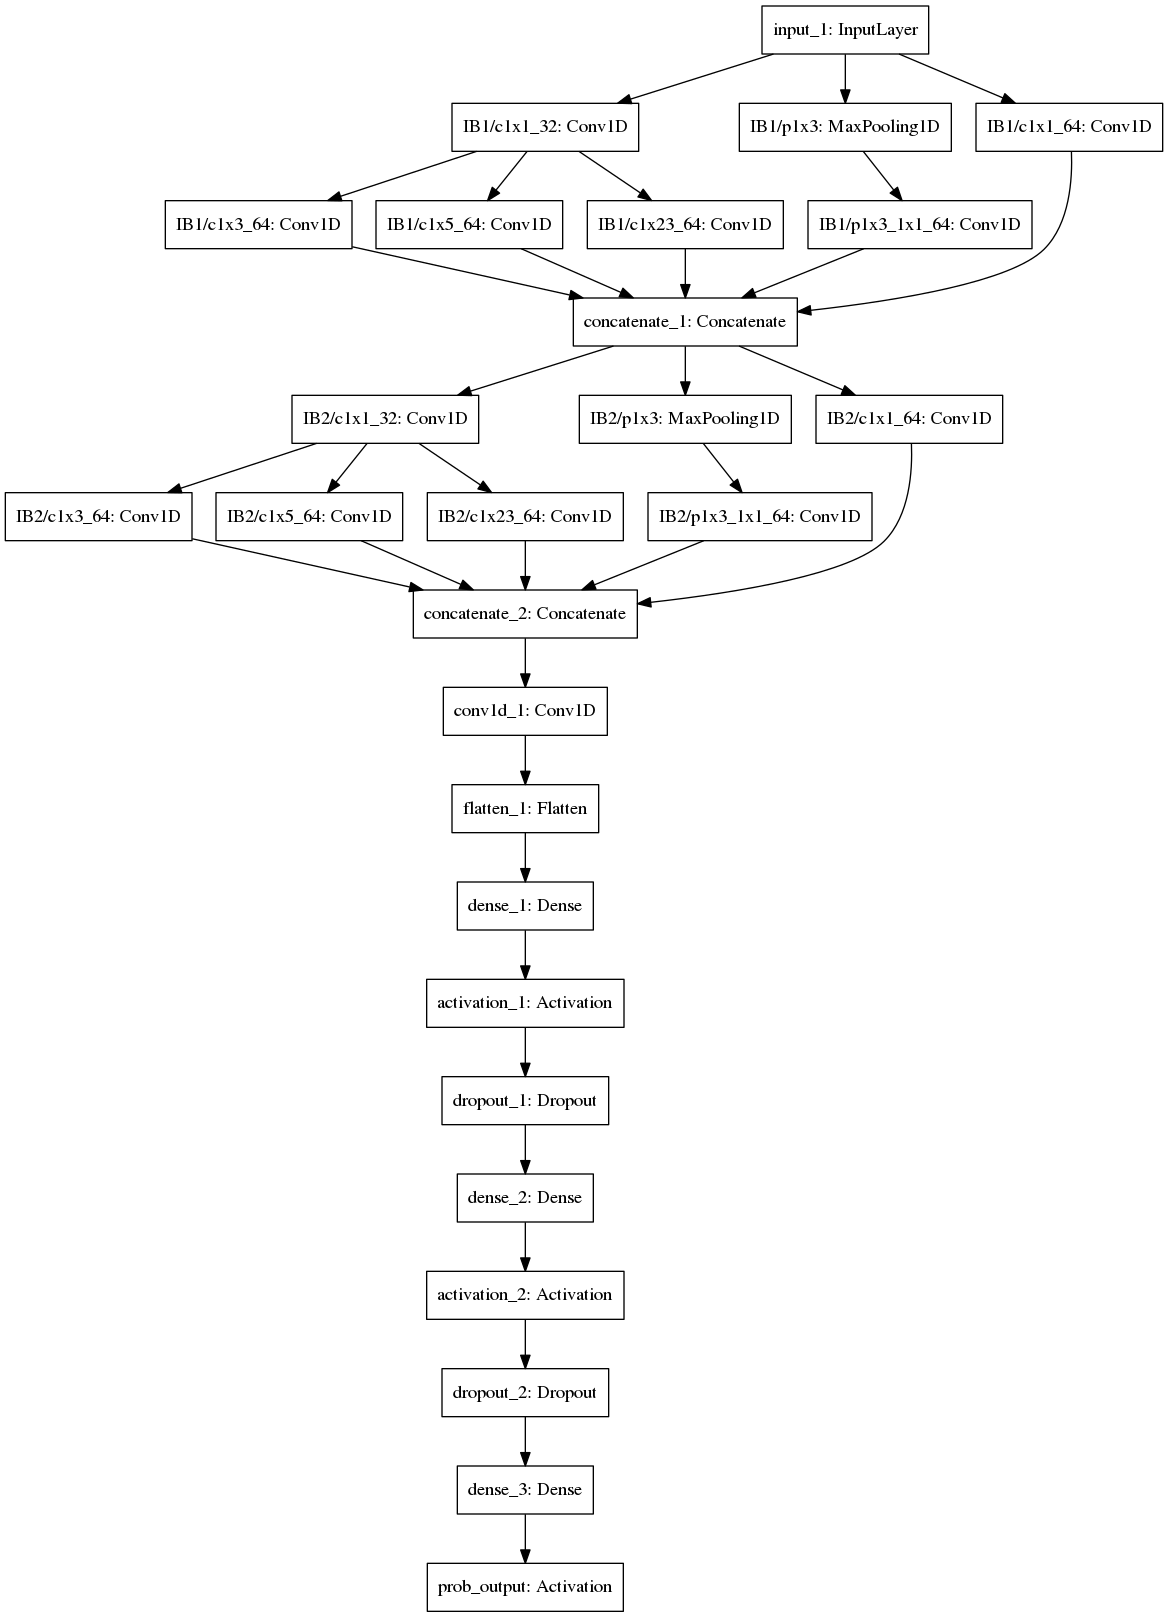 input_1: InputLayer
IB1/c1x1_32: Conv1D
IB1/p1x3: MaxPooling1D
IB1/c1x1_64: Conv1D
IB1/c1x3_64: Conv1D
IB1/c1x5_64: Conv1D
IB1/c1x23_64: Conv1D
IB1/p1x3_1x1_64: Conv1D
concatenate_1: Concatenate
IB2/c1x1_32: Conv1D
IB2/p1x3: MaxPooling1D
IB2/c1x1_64: Conv1D
IB2/c1x3_64: Conv1D
IB2/c1x5_64: Conv1D
IB2/c1x23_64: Conv1D
IB2/p1x3_1x1_64: Conv1D
concatenate_2: Concatenate
conv1d_1: Conv1D
flatten_1: Flatten
dense_1: Dense
activation_1: Activation
dropout_1: Dropout
dense_2: Dense
activation_2: Activation
dropout_2: Dropout
dense_3: Dense
prob_output: Activation